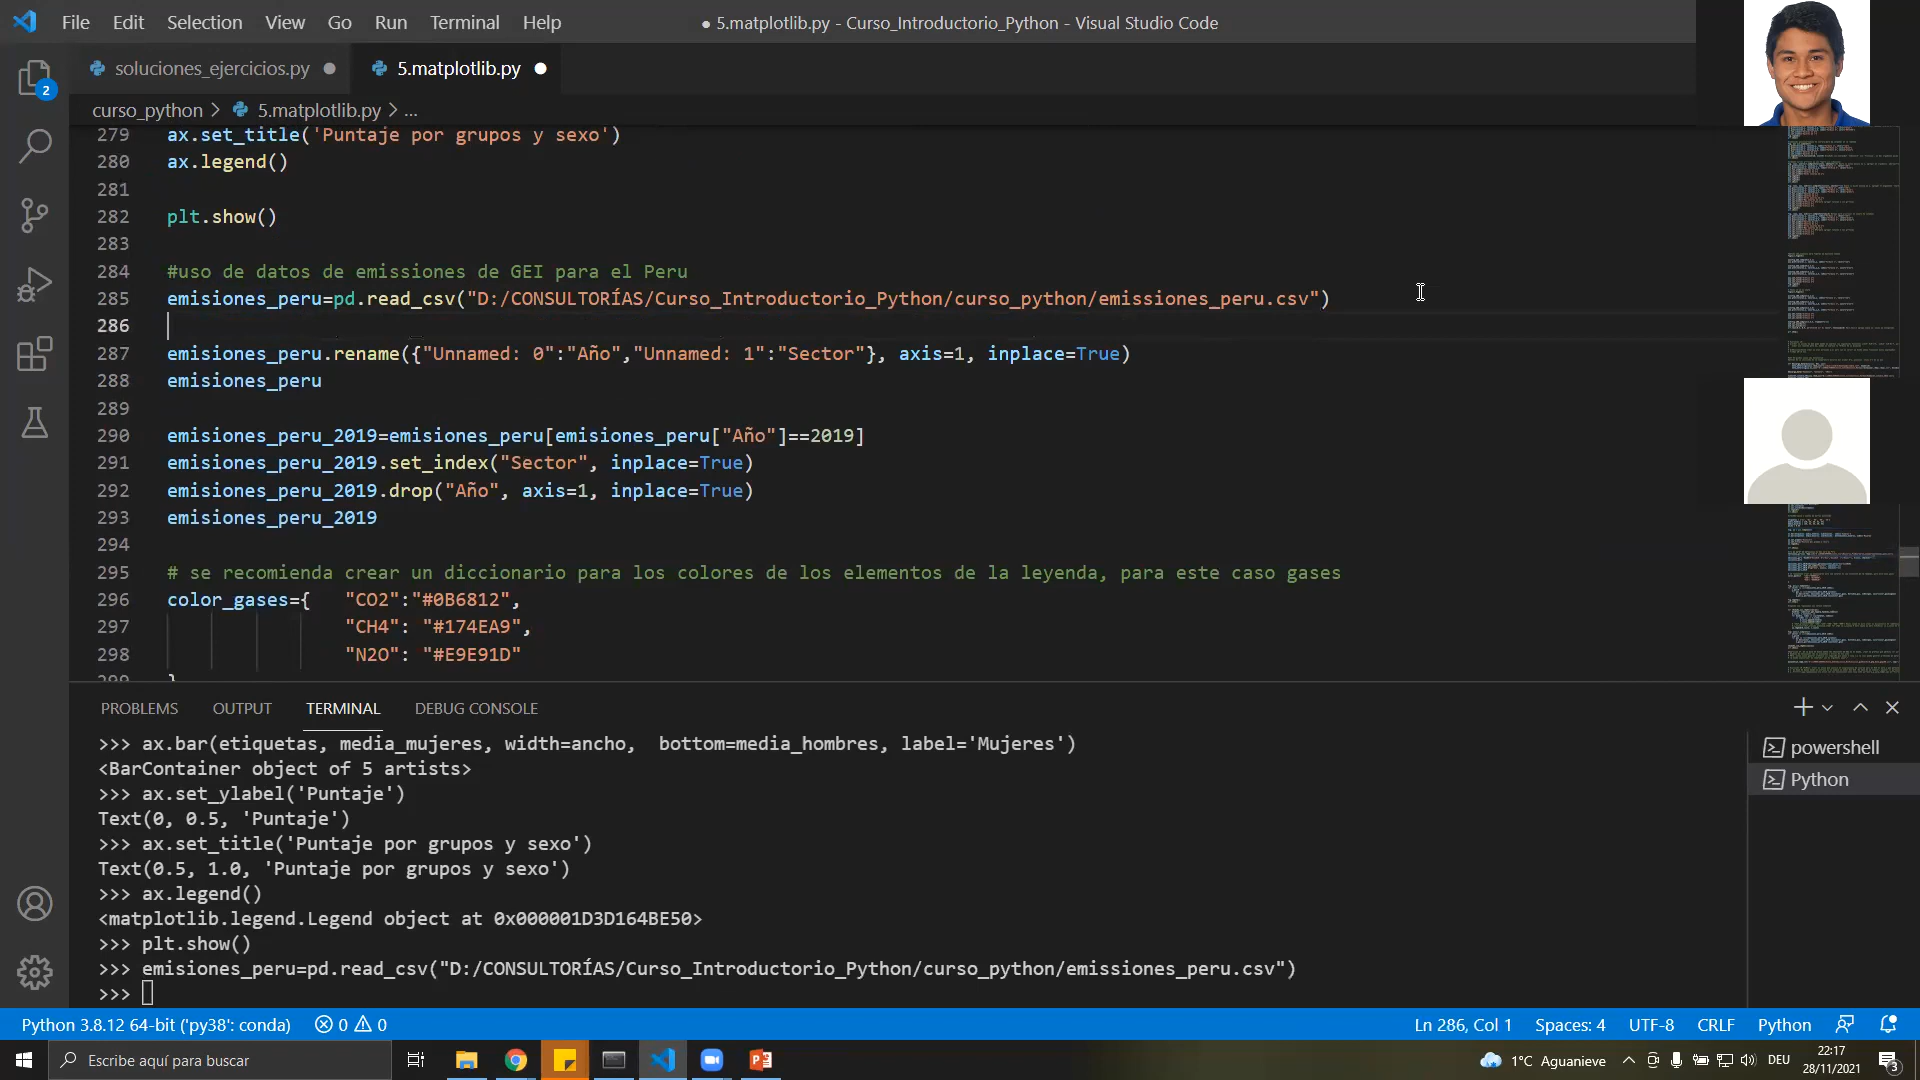 File Edit Selection View Go Run Terminal Help
● 5.matplotlib.py - Curso_Introductorio_Python - Visual Studio Code
soluciones_ejercicios.py
5.matplotlib.py
2
curso_python > 5.matplotlib.py > ...
279 ax.set_title('Puntaje por grupos y sexo')
280 ax.legend()
281
282 plt.show()
283
284 #uso de datos de emissiones de GEI para el Peru
285 emisiones_peru=pd.read_csv("D:/CONSULTORÍAS/Curso_Introductorio_Python/curso_python/emissiones_peru.csv")
286
287 emisiones_peru.rename({"Unnamed: 0":"Año","Unnamed: 1":"Sector"}, axis=1, inplace=True)
288 emisiones_peru
289
290 emisiones_peru_2019=emisiones_peru[emisiones_peru["Año"]==2019]
291 emisiones_peru_2019.set_index("Sector", inplace=True)
292 emisiones_peru_2019.drop("Año", axis=1, inplace=True)
293 emisiones_peru_2019
294
295 # se recomienda crear un diccionario para los colores de los elementos de la leyenda, para este caso gases
296 color_gases={ "CO2":"#0B6812",
297 "CH4": "#174EA9",
298 "N2O": "#E9E91D"
299 }
PROBLEMS OUTPUT TERMINAL DEBUG CONSOLE
>>> ax.bar(etiquetas, media_mujeres, width=ancho,  bottom=media_hombres, label='Mujeres')
<BarContainer object of 5 artists>
>>> ax.set_ylabel('Puntaje')
Text(0, 0.5, 'Puntaje')
>>> ax.set_title('Puntaje por grupos y sexo')
Text(0.5, 1.0, 'Puntaje por grupos y sexo')
>>> ax.legend()
<matplotlib.legend.Legend object at 0x000001D3D164BE50>
>>> plt.show()
>>> emisiones_peru=pd.read_csv("D:/CONSULTORÍAS/Curso_Introductorio_Python/curso_python/emissiones_peru.csv")
>>>
powershell
Python
Python 3.8.12 64-bit ('py38': conda) 0 0
Ln 286, Col 1 Spaces: 4 UTF-8 CRLF Python
Escribe aquí para buscar
1°C Aguanieve
DEU
22:17
28/11/2021
3